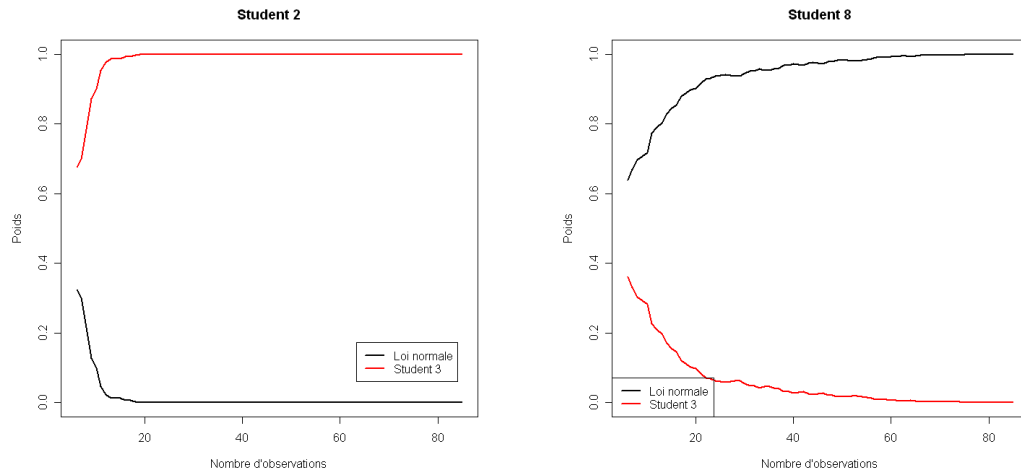 Student 2
Poids
1.0
0.8
0.6
0.4
0.2
0.0
Loi normale
Student 3
20
40
60
80
Nombre d'observations
Student 8
Poids
1.0
0.8
0.6
0.4
0.2
0.0
Loi normale
Student 3
20
40
60
80
Nombre d'observations